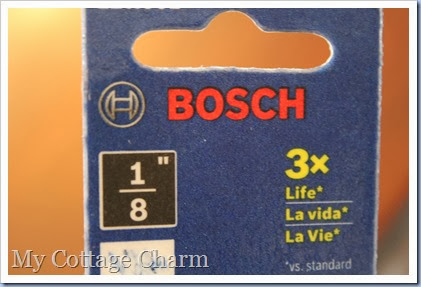 BOSCH
1/8"
3x
Life*
La vida*
La Vie*
*vs. standard
My Cottage Charm